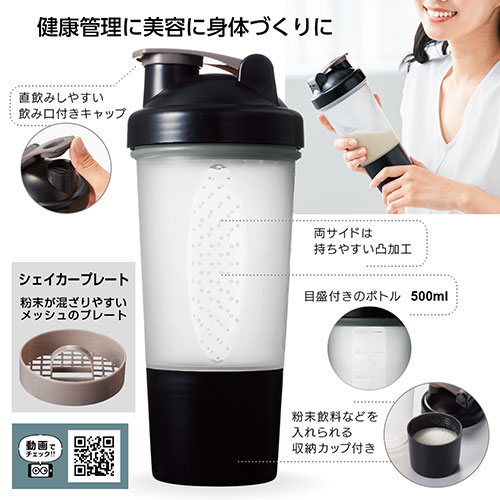 健康管理に美容に身体づくりに
直飲みしやすい
飲み口付きキャップ
両サイドは
持ちやすい凸加工
目盛付きのボトル 500ml
シェイカープレート
粉末が混ざりやすい
メッシュのプレート
動画で
チェック!!
粉末飲料などを
入れられる
収納カップ付き